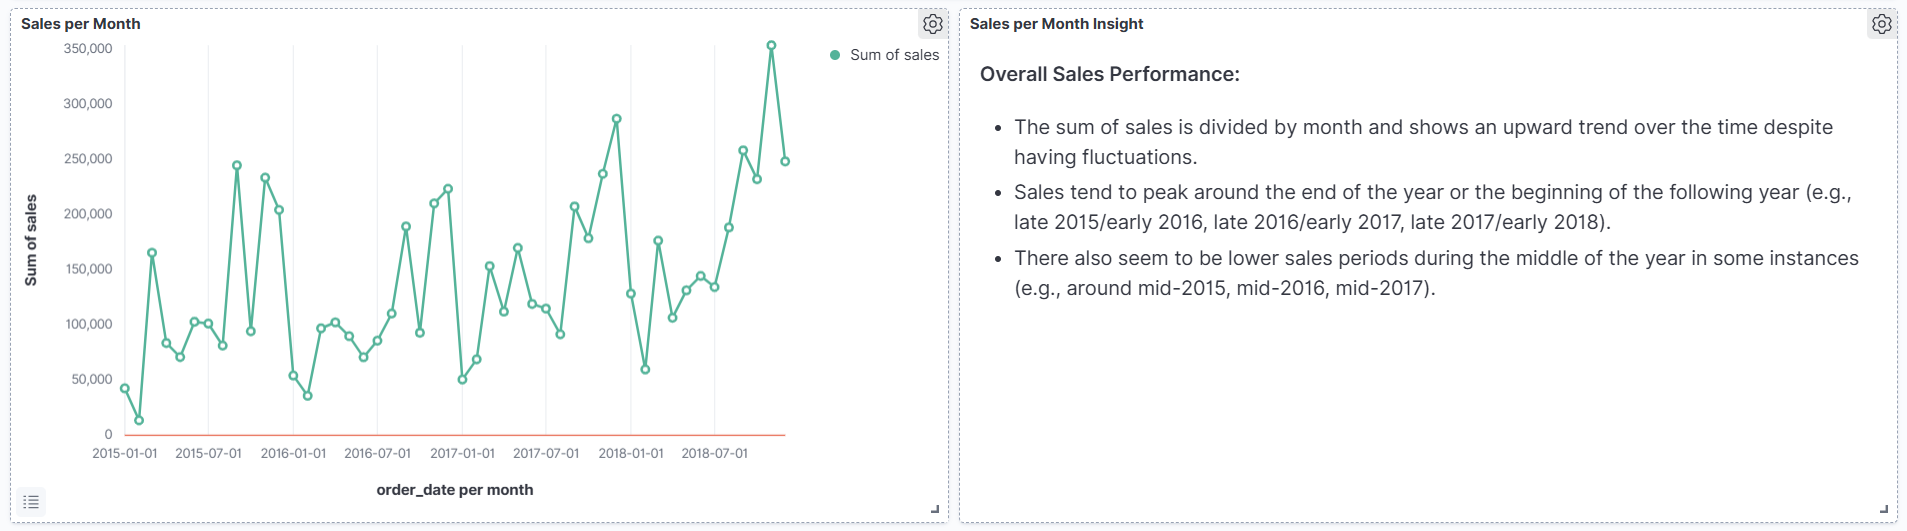 Sales per Month
350,000
300,000
250,000
200,000
150,000
100,000
50,000
0
Sum of sales
2015-01-01 2015-07-01 2016-01-01 2016-07-01 2017-01-01 2017-07-01 2018-01-01 2018-07-01
order_date per month
Sum of sales
Sales per Month Insight
Overall Sales Performance:
• The sum of sales is divided by month and shows an upward trend over the time despite
having fluctuations.
• Sales tend to peak around the end of the year or the beginning of the following year (e.g.,
late 2015/early 2016, late 2016/early 2017, late 2017/early 2018).
• There also seem to be lower sales periods during the middle of the year in some instances
(e.g., around mid-2015, mid-2016, mid-2017).